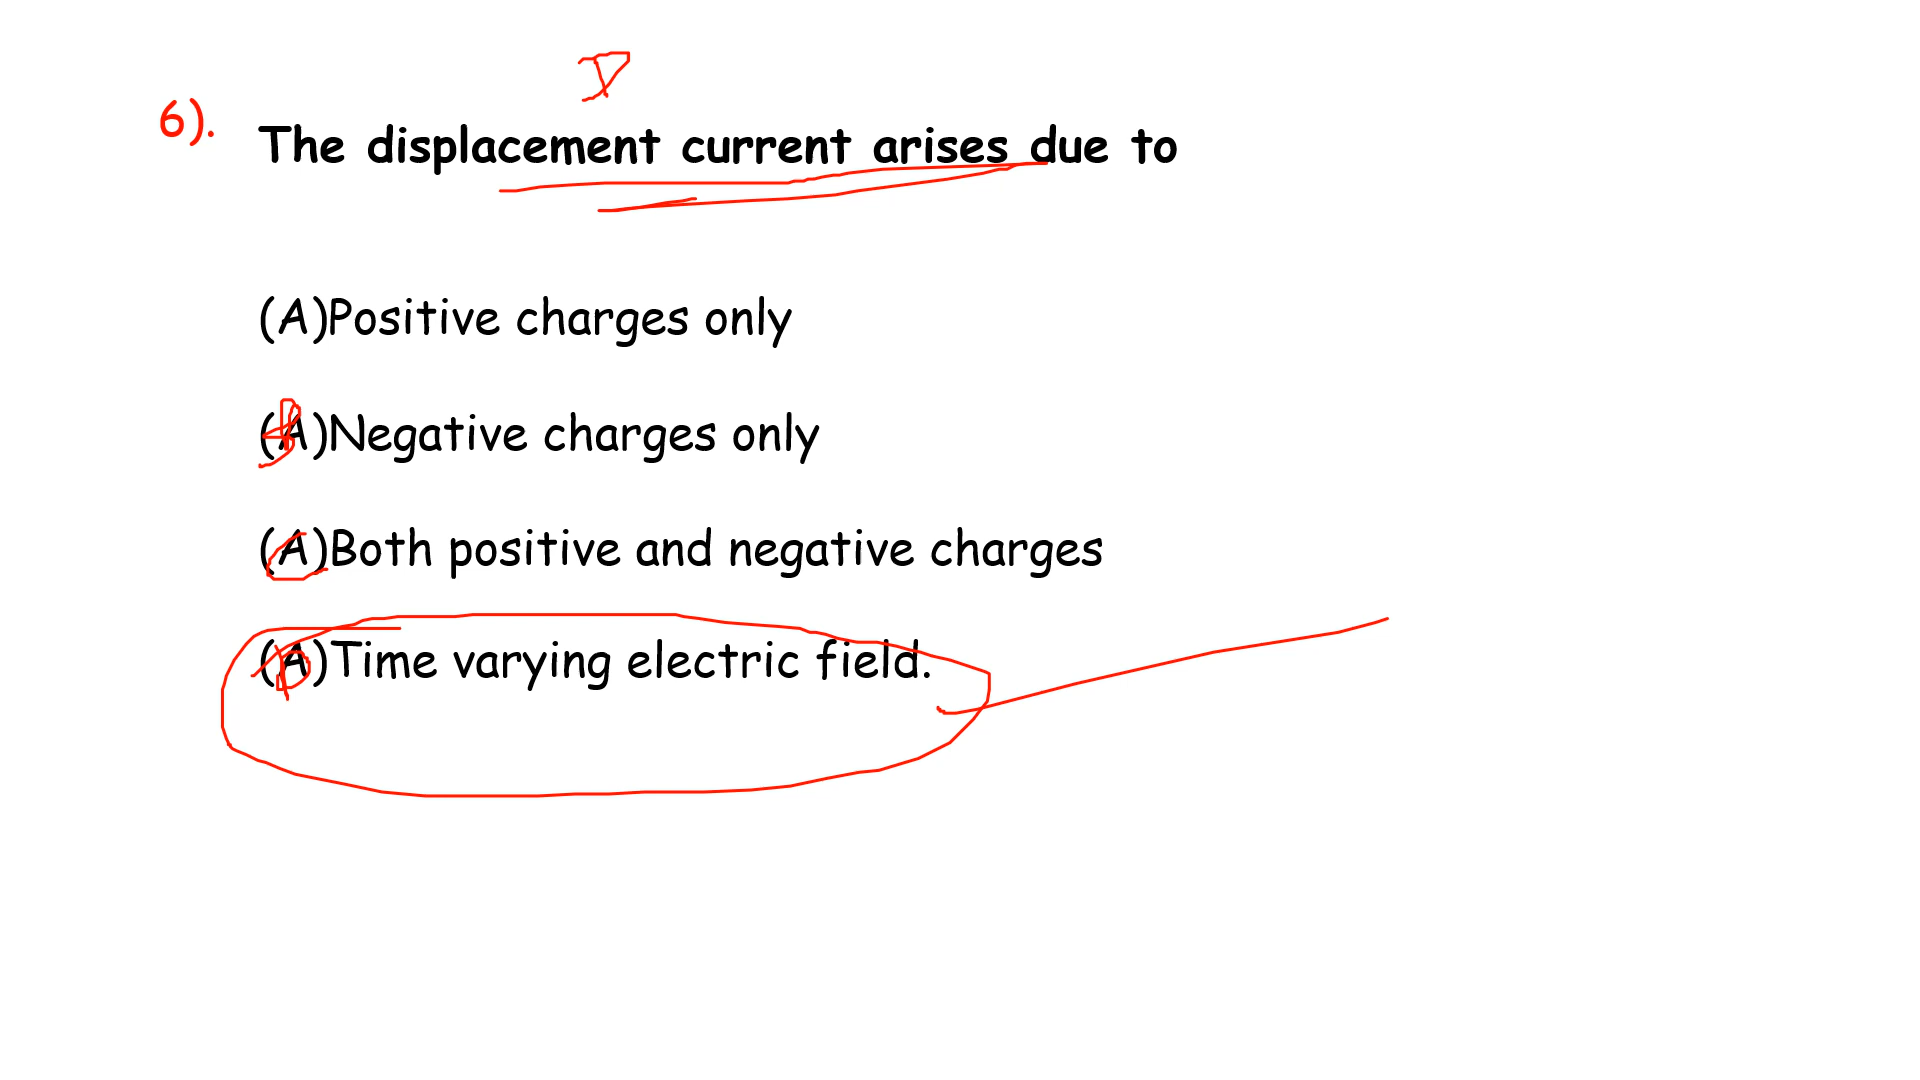 6). The displacement current arises due to
(A)Positive charges only
(A)Negative charges only
(A)Both positive and negative charges
(A)Time varying electric field.